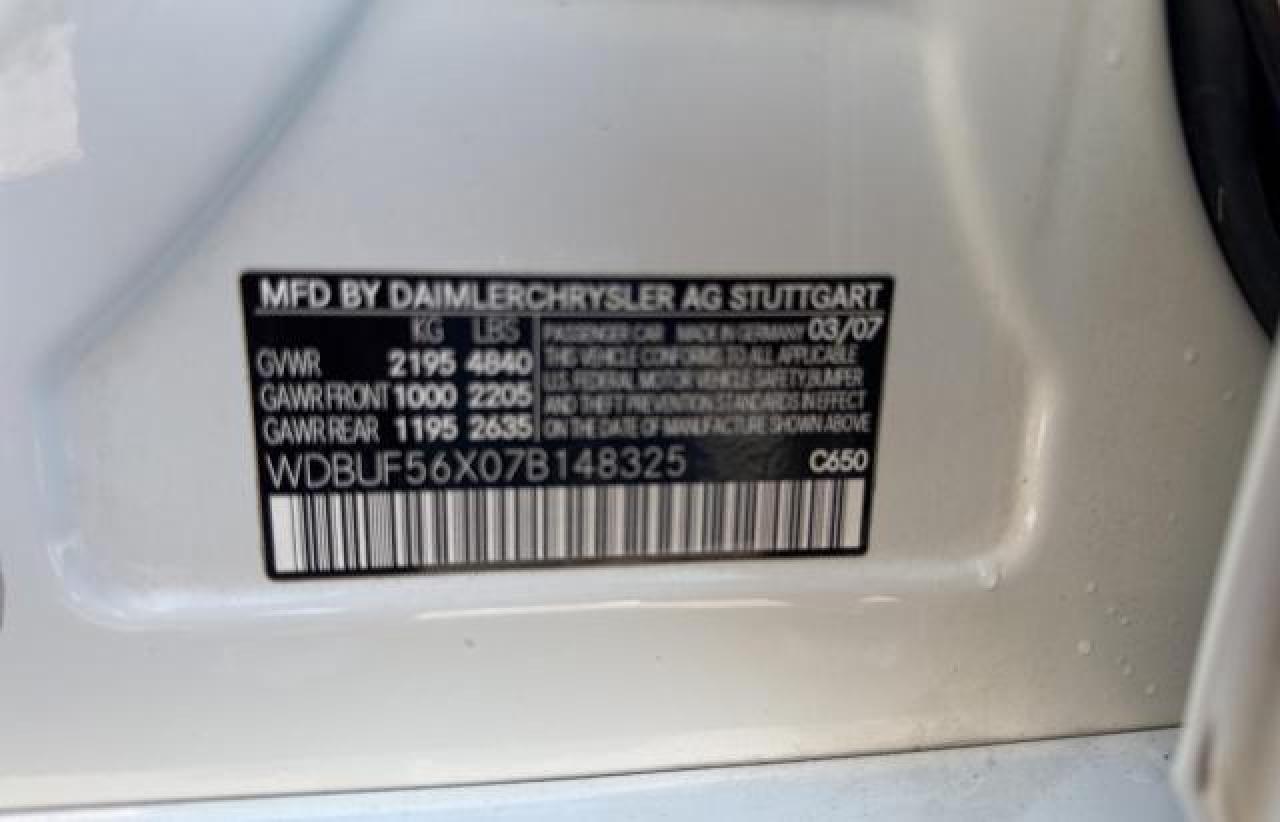 MFD BY DAIMLERCHRYSLER AG STUTTGART
KG LBS
GVWR 2195 4840
GAWR FRONT 1000 2205
GAWR REAR 1195 2635
PASSENGER CAR MADE IN GERMANY 03/07
THIS VEHICLE CONFORMS TO ALL APPLICABLE
U.S. FEDERAL MOTOR VEHICLE SAFETY, BUMPER
AND THEFT PREVENTION STANDARDS IN EFFECT
ON THE DATE OF MANUFACTURE SHOWN ABOVE
WDBUF56X07B148325 C650